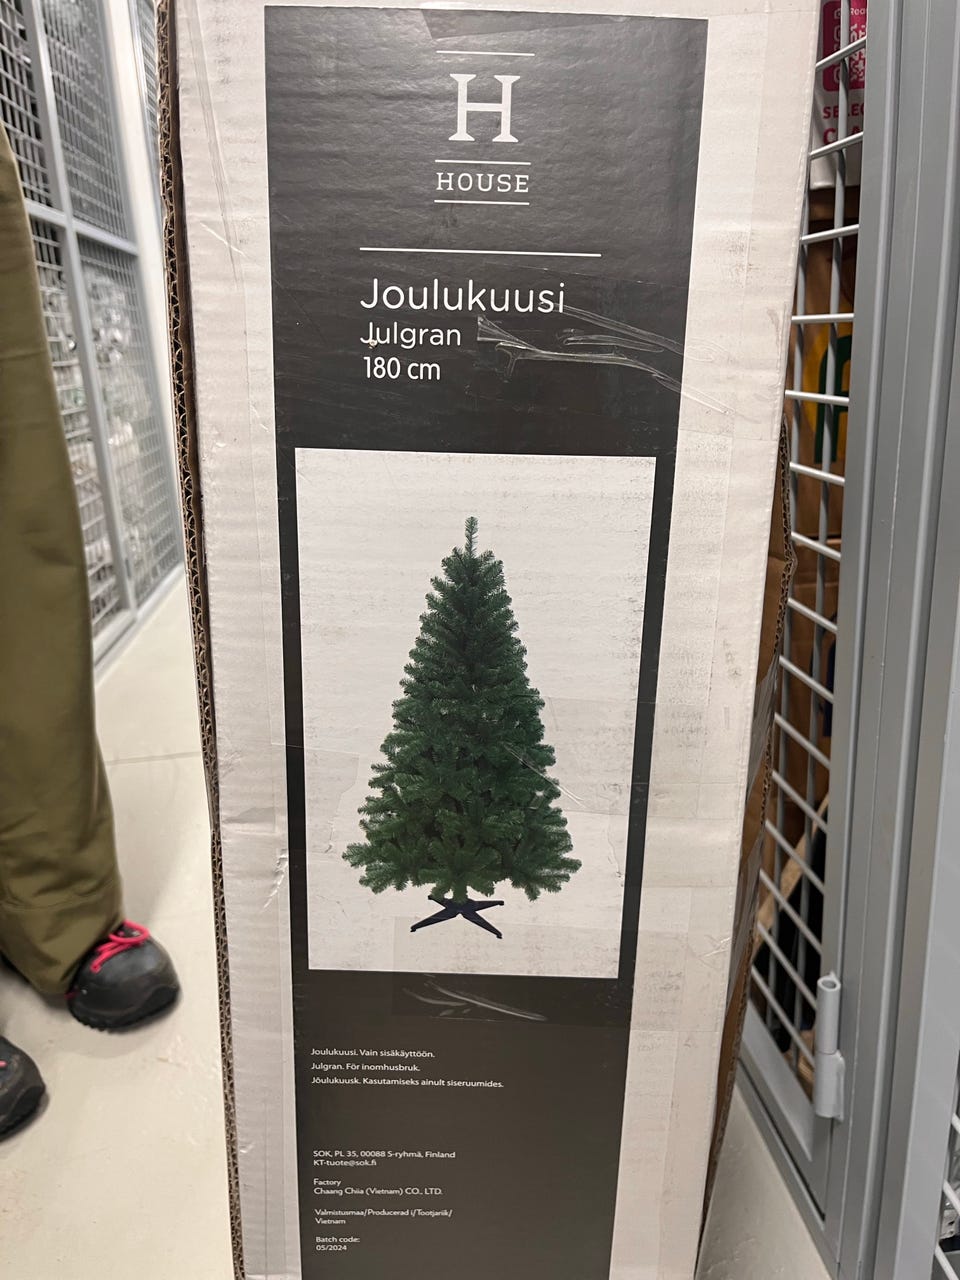 H
HOUSE
Joulukuusi
Julgran
180 cm
Joulukuusi. Vain sisäkäyttöön.
Julgran. För inomhusbruk.
Jõulukuusk. Kasutamiseks ainult siseruumides.
SOK, PL 35, 00088 S-ryhmä, Finland
KT-tuote@sok.fi
Factory
Chaang Chiia (Vietnam) CO., LTD.
Valmistusmaa/Producerad i/Tootjariik/
Vietnam
Batch code:
05/2024